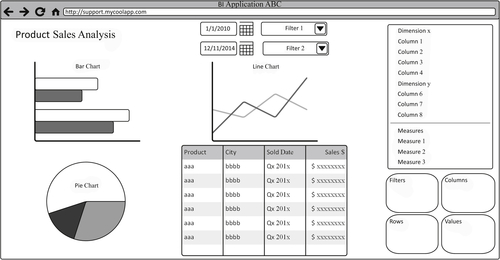 BI Application ABC
http://support.mycoolapp.com
Product Sales Analysis
1/1/2010
Filter 1
12/11/2014
Filter 2
Bar Chart
Line Chart
Pie Chart
Product City Sold Date Sales $
aaa bbbb Qx 201x $ xxxxxxxx
aaa bbbb Qx 201x $ xxxxxxxx
aaa bbbb Qx 201x $ xxxxxxxx
aaa bbbb Qx 201x $ xxxxxxxx
aaa bbbb Qx 201x $ xxxxxxxx
aaa bbbb Qx 201x $ xxxxxxxx
Dimension x
Column 1
Column 2
Column 3
Column 4
Dimension y
Column 6
Column 7
Column 8
Measures
Measure 1
Measure 2
Measure 3
Filters
Columns
Rows
Values